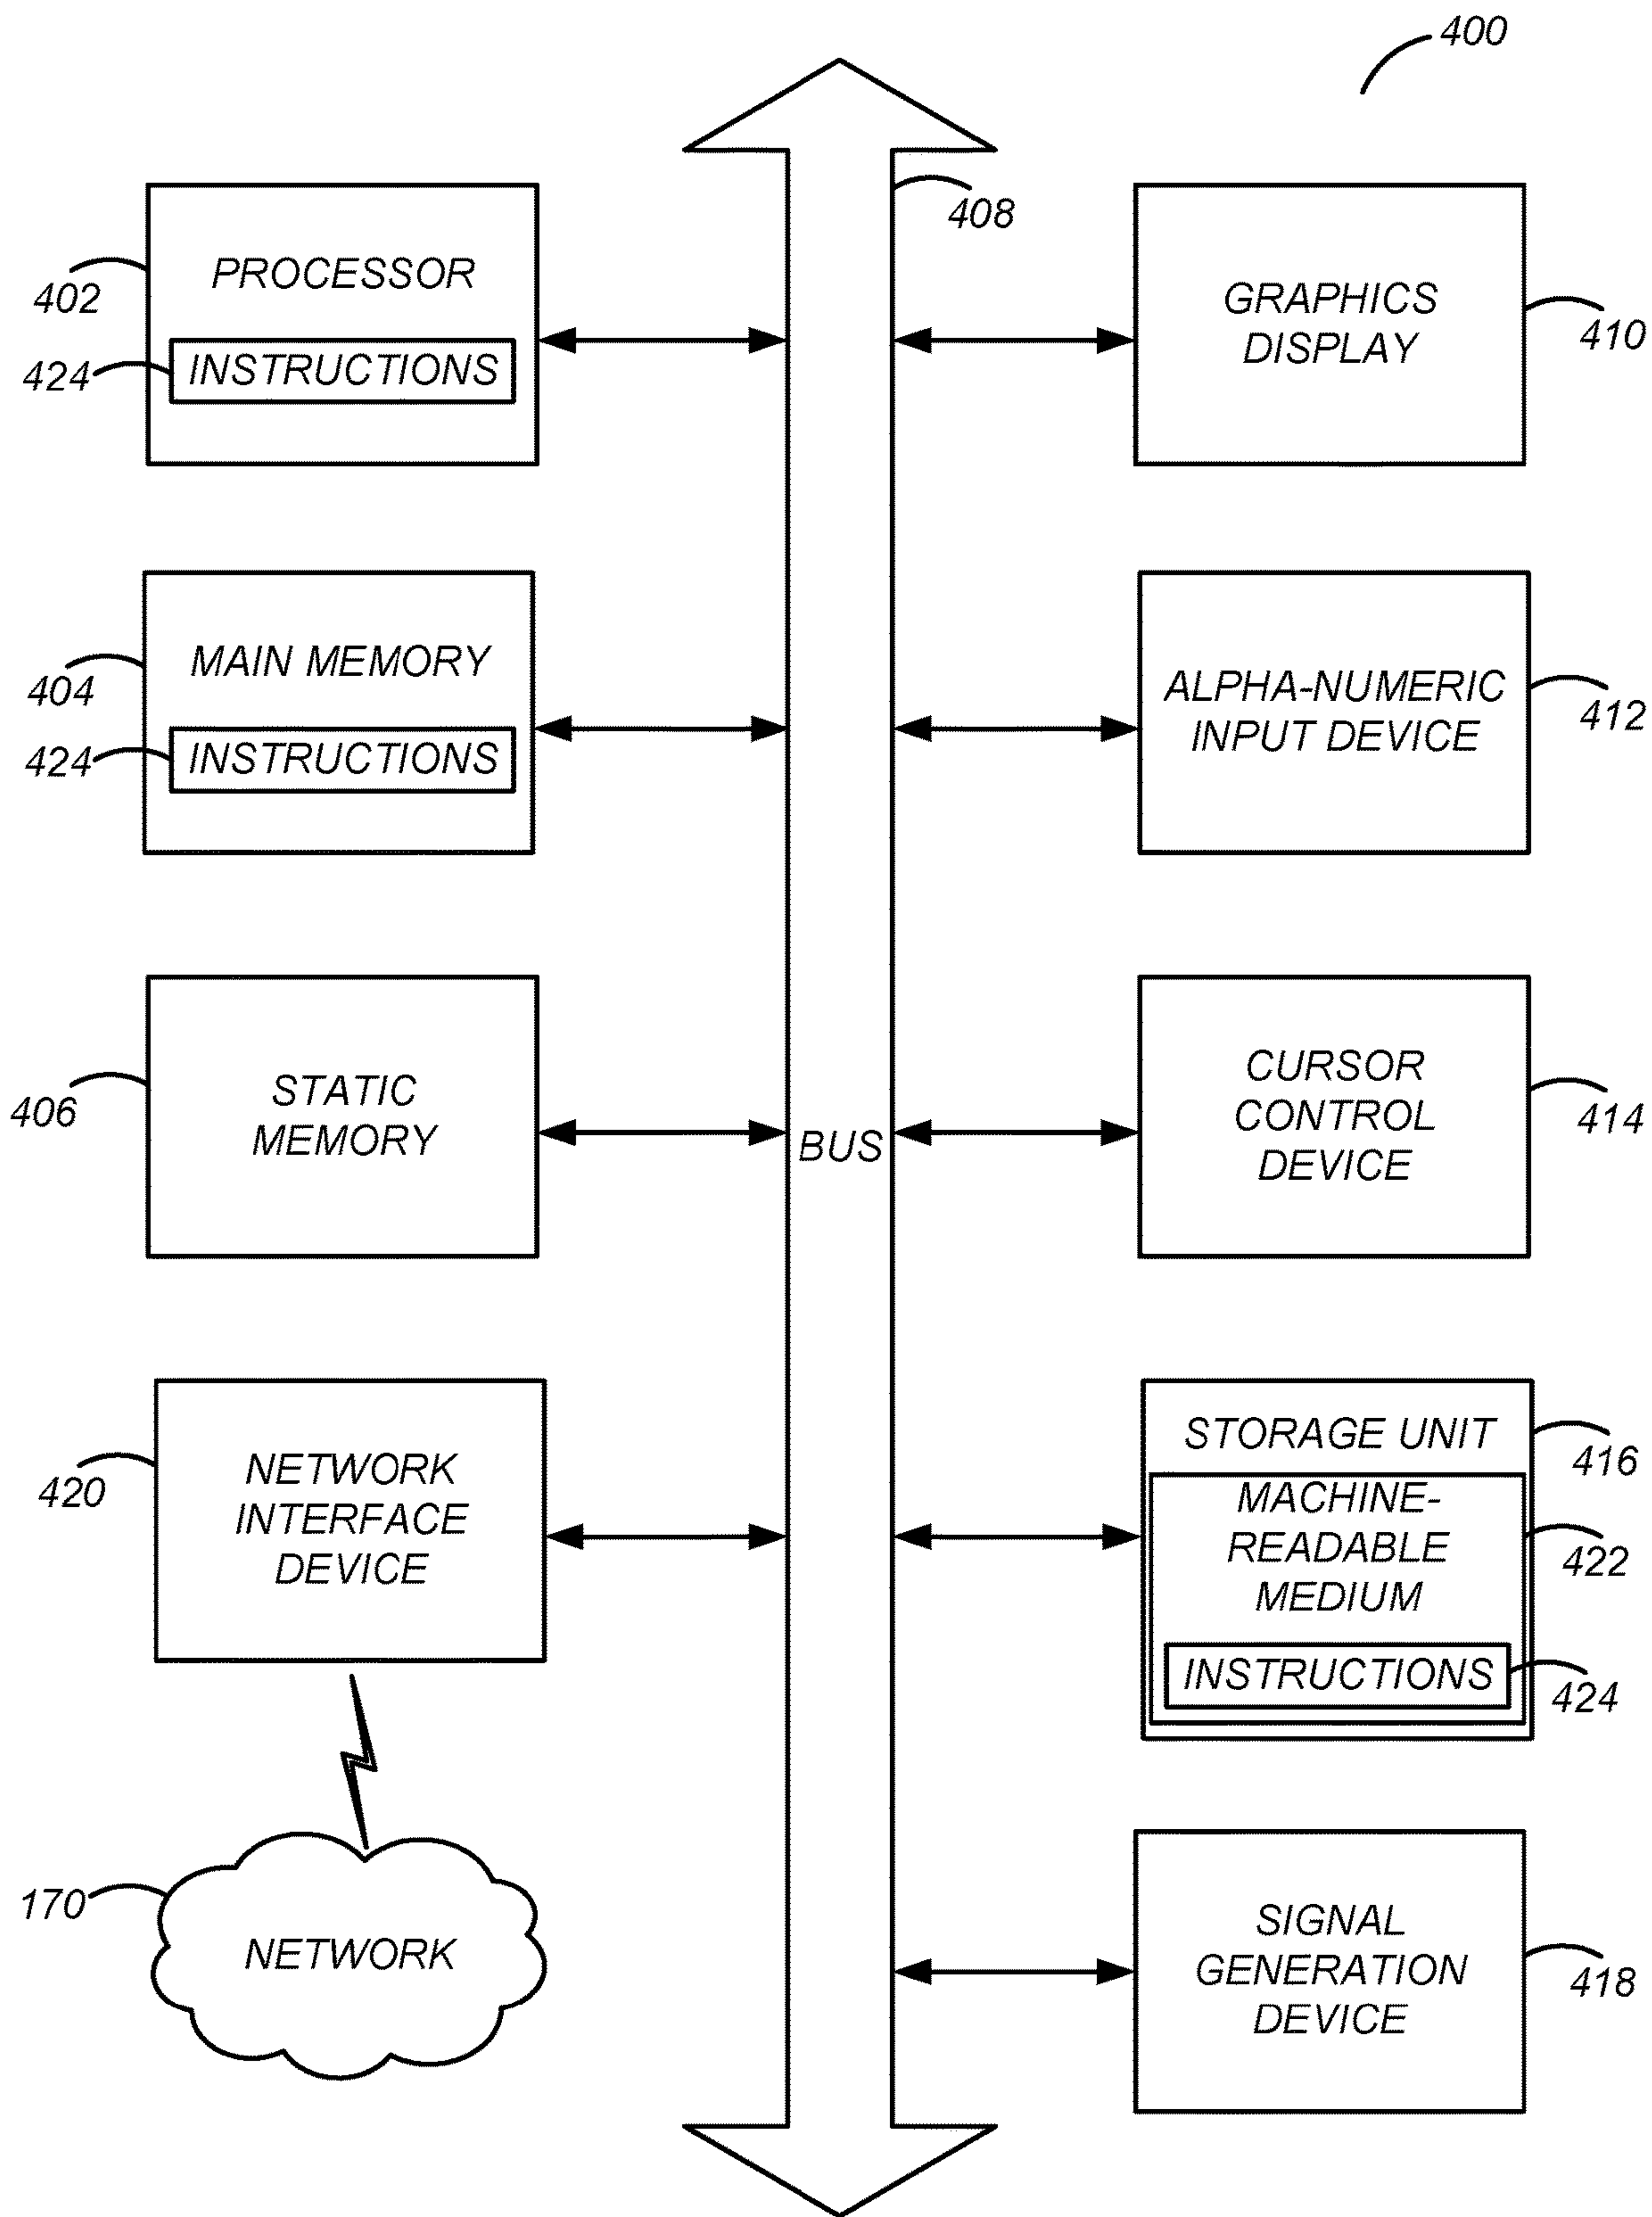 400
408
PROCESSOR
402
424
INSTRUCTIONS
GRAPHICS
DISPLAY
410
MAIN MEMORY
404
424
INSTRUCTIONS
ALPHA-NUMERIC
INPUT DEVICE
412
STATIC
MEMORY
406
BUS
CURSOR
CONTROL
DEVICE
414
NETWORK
INTERFACE
DEVICE
420
STORAGE UNIT
416
MACHINE-
READABLE
MEDIUM
422
INSTRUCTIONS
424
170
NETWORK
SIGNAL
GENERATION
DEVICE
418